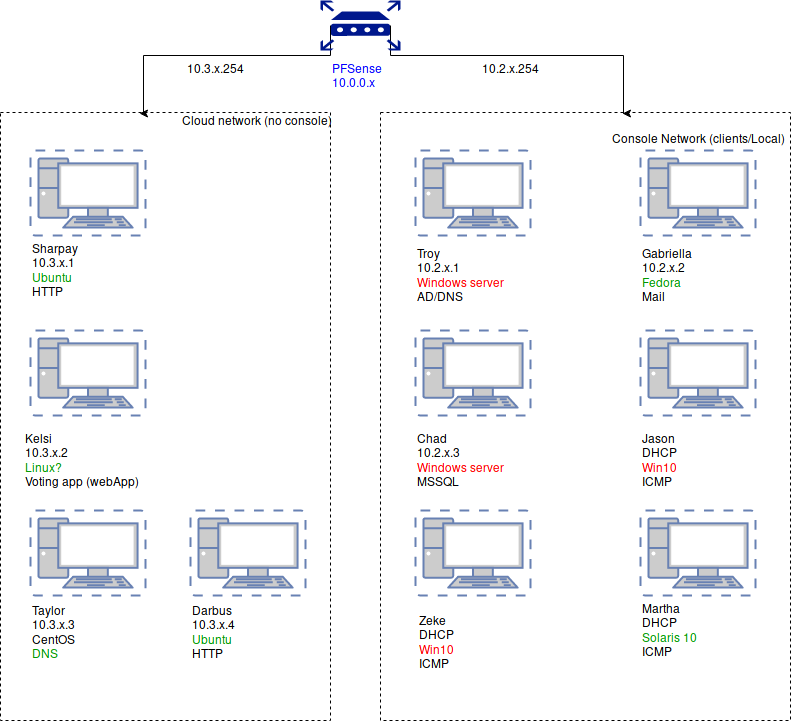 10.3.x.254
PFSense
10.0.0.x
10.2.x.254
Cloud network (no console)
Sharpay
10.3.x.1
Ubuntu
HTTP
Kelsi
10.3.x.2
Linux?
Voting app (webApp)
Taylor
10.3.x.3
CentOS
DNS
Darbus
10.3.x.4
Ubuntu
HTTP
Console Network (clients/Local)
Troy
10.2.x.1
Windows server
AD/DNS
Gabriella
10.2.x.2
Fedora
Mail
Chad
10.2.x.3
Windows server
MSSQL
Jason
DHCP
Win10
ICMP
Zeke
DHCP
Win10
ICMP
Martha
DHCP
Solaris 10
ICMP